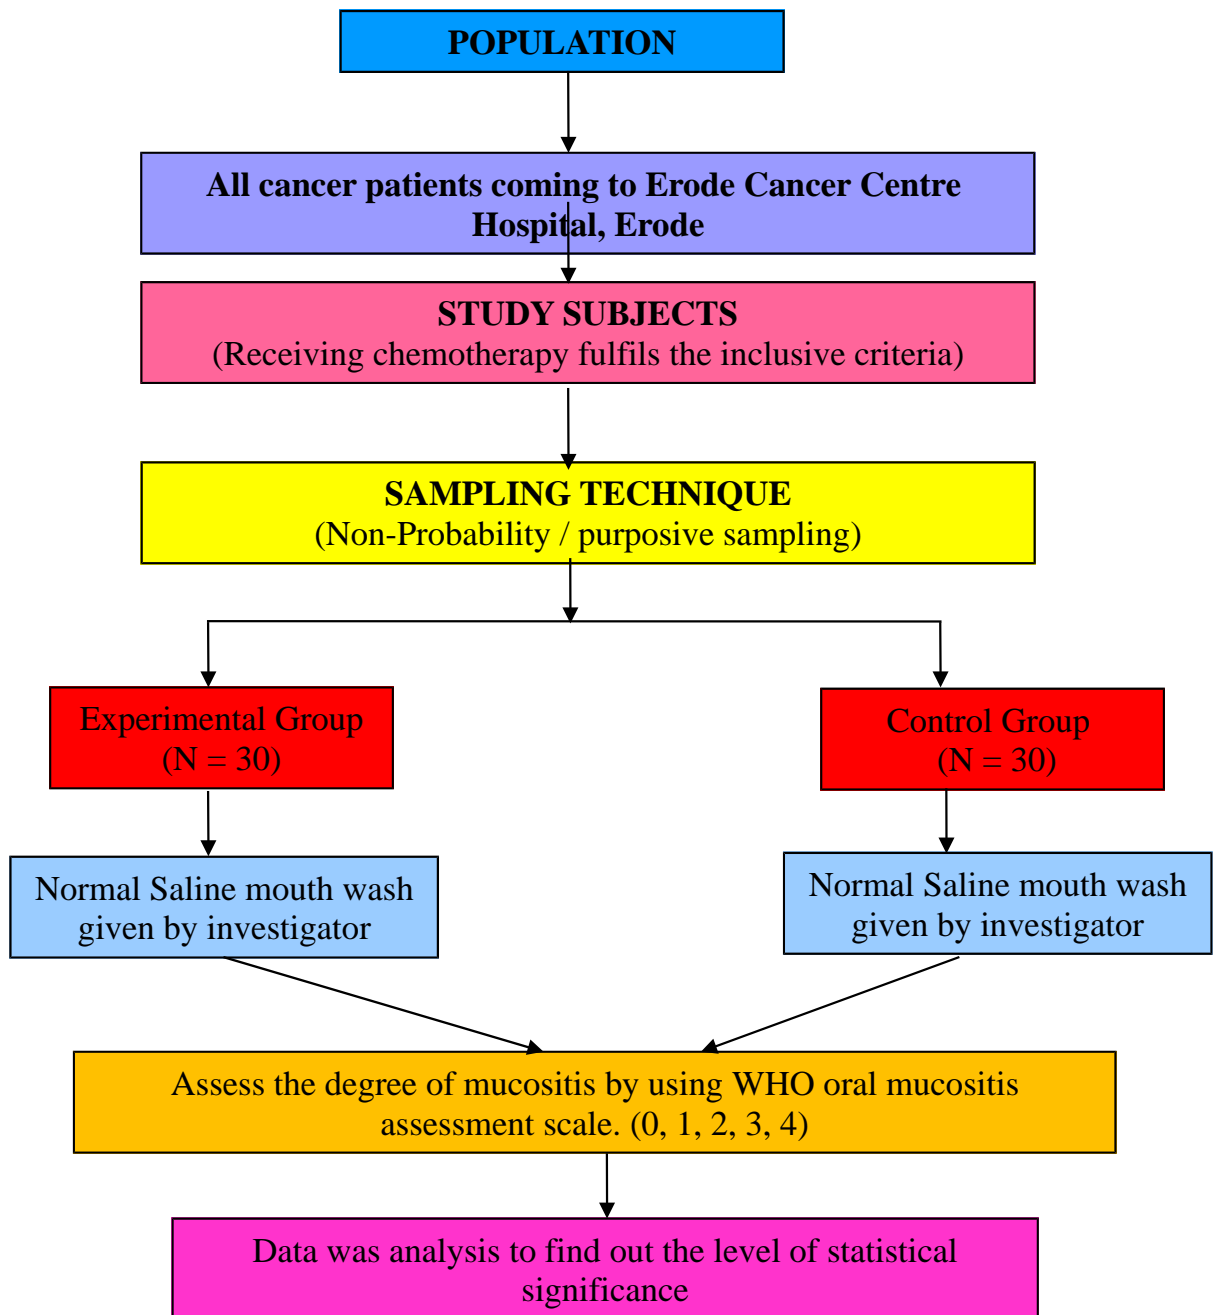 POPULATION
All cancer patients coming to Erode Cancer Centre
Hospital, Erode
STUDY SUBJECTS
(Receiving chemotherapy fulfils the inclusive criteria)
SAMPLING TECHNIQUE
(Non-Probability / purposive sampling)
Experimental Group
(N = 30)
Control Group
(N = 30)
Normal Saline mouth wash
given by investigator
Normal Saline mouth wash
given by investigator
Assess the degree of mucositis by using WHO oral mucositis
assessment scale. (0, 1, 2, 3, 4)
Data was analysis to find out the level of statistical
significance